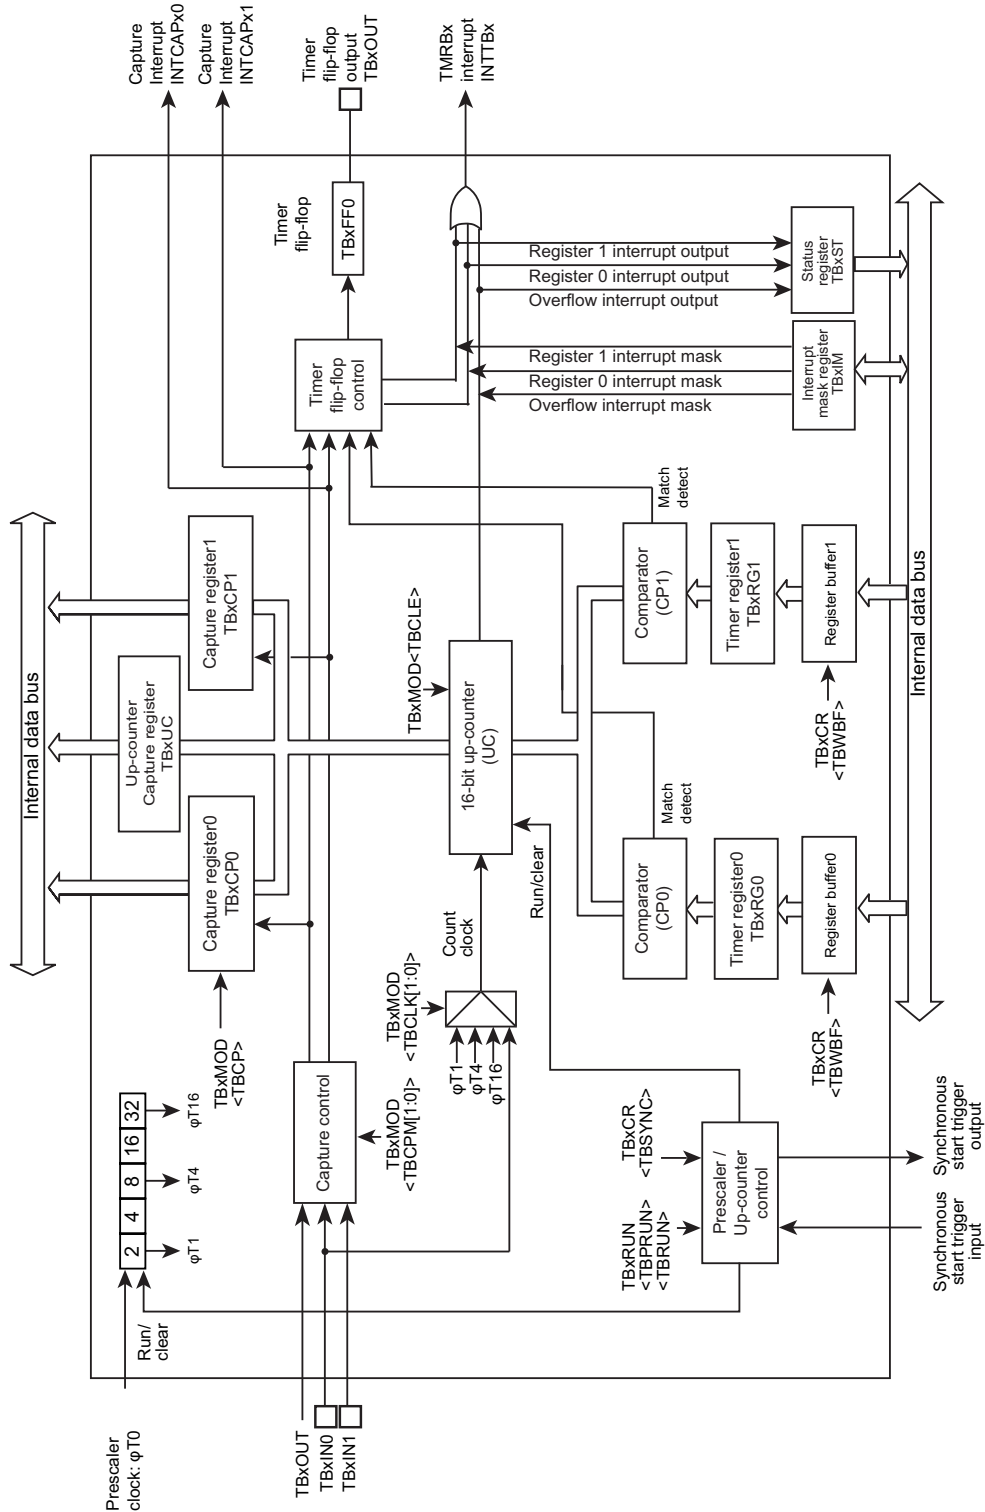 Prescaler
clock: φT0
Run/
clear
2
4
8
16
32
φT1
φT4
φT16
TBxMOD
<TBCP>
Internal data bus
Capture register0
TBxCP0
Up-counter
Capture register
TBxUC
Capture register1
TBxCP1
Capture
Interrupt
INTCAPx0
Capture
Interrupt
INTCAPx1
TBxOUT
TBxIN0
TBxIN1
Capture control
TBxMOD
<TBCPM[1:0]>
Timer
flip-flop
control
Timer
flip-flop
TBxFF0
Timer
flip-flop
output
TBxOUT
TBxMOD
<TBCLK[1:0]>
φT1
φT4
φT16
Count
clock
TBxMOD<TBCLE>
16-bit up-counter
(UC)
Run/clear
TMRBx
interrupt
INTTBx
Register 1 interrupt output
Register 0 interrupt output
Overflow interrupt output
Register 1 interrupt mask
Register 0 interrupt mask
Overflow interrupt mask
Status
register
TBxST
Interrupt
mask register
TBxIM
TBxRUN
<TBPRUN>
<TBRUN>
TBxCR
<TBSYNC>
Prescaler /
Up-counter
control
Match
detect
Match
detect
Comparator
(CP0)
Comparator
(CP1)
Timer register0
TBxRG0
Timer register1
TBxRG1
Register buffer0
Register buffer1
TBxCR
<TBWBF>
TBxCR
<TBWBF>
Internal data bus
Synchronous
start trigger
input
Synchronous
start trigger
output